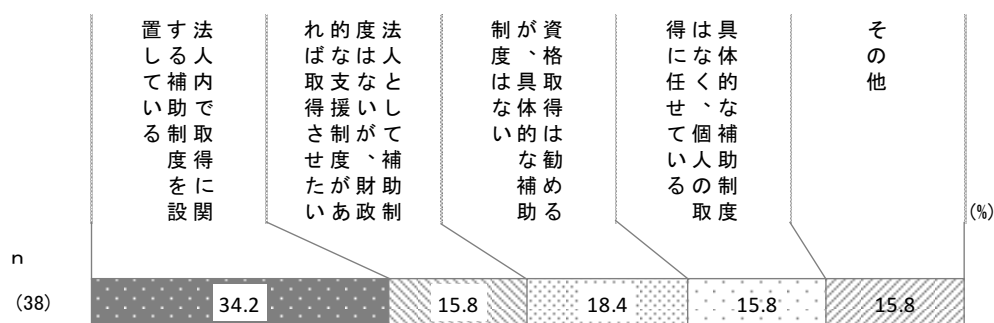 法人内で取得に関
する補助制度を設
置している
法人として補助制
度はないが、財政
的な支援制度があ
れば取得させたい
資格取得は勧める
が、具体的な補助
制度はない
具体的な補助制度
はなく、個人の取
得に任せている
その他
(%)
n
(38)
34.2
15.8
18.4
15.8
15.8